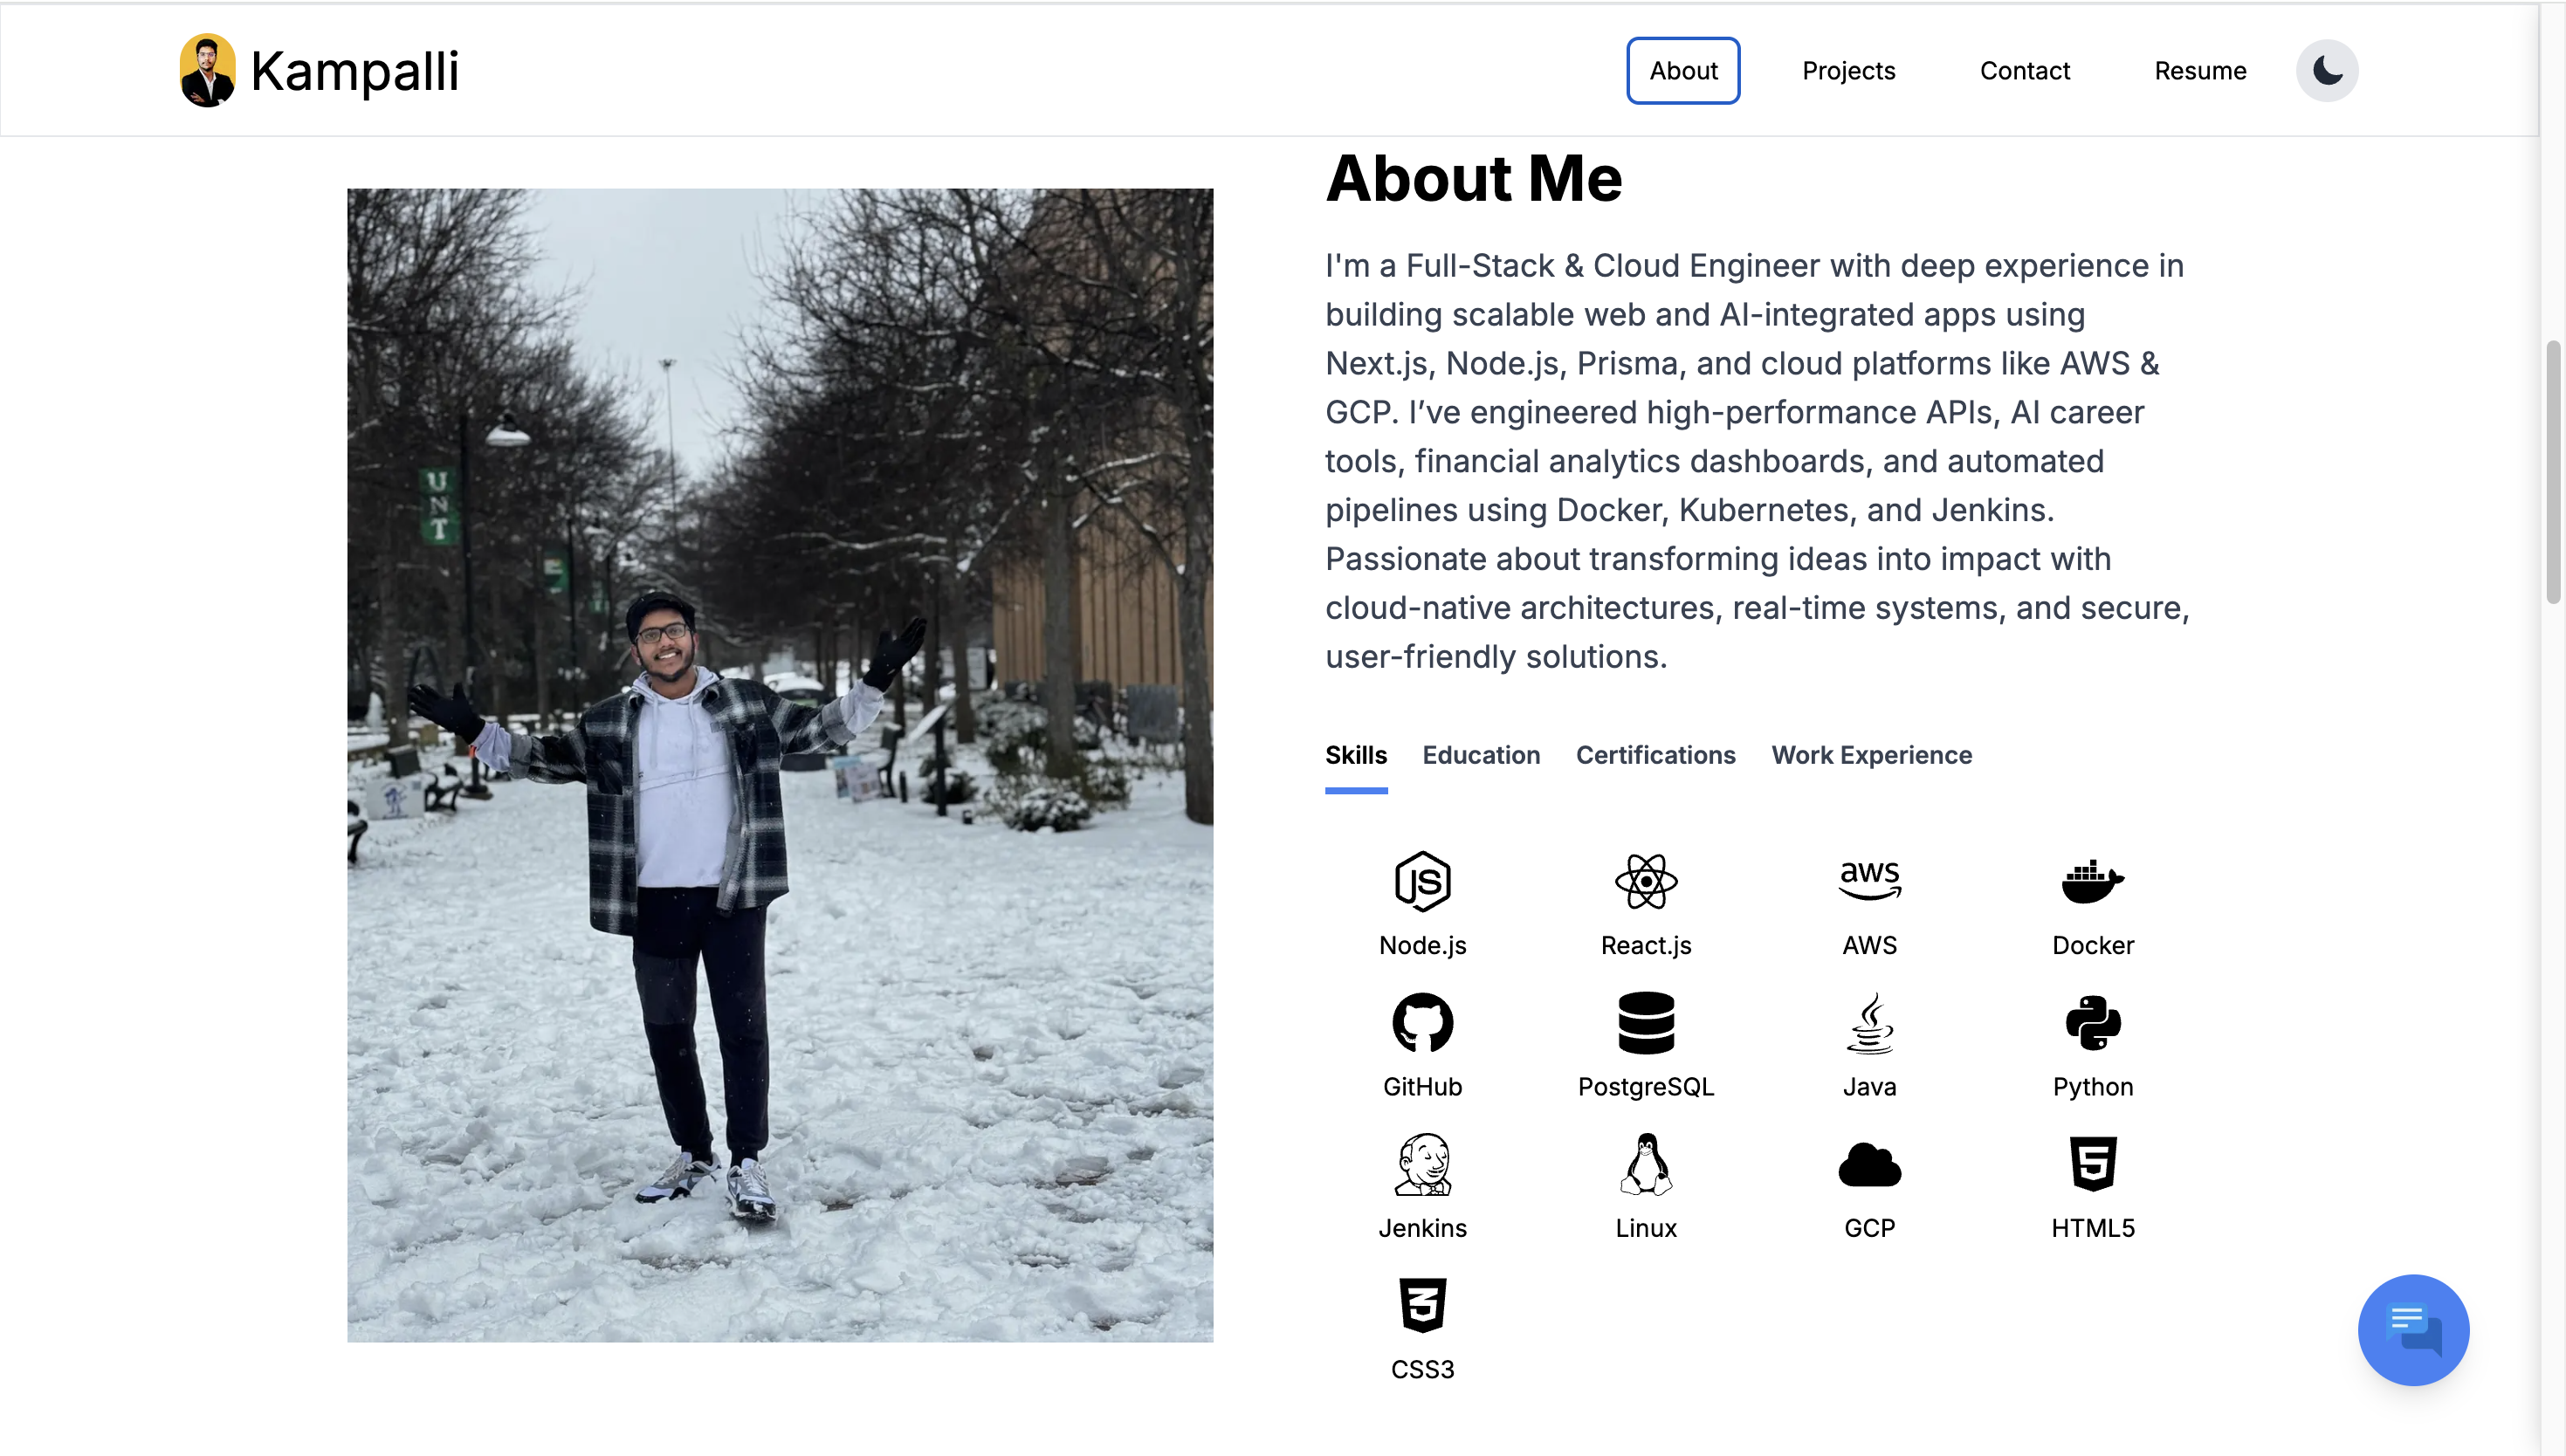 Kampalli
About
Projects
Contact
Resume
About Me
I'm a Full-Stack & Cloud Engineer with deep experience in
building scalable web and AI-integrated apps using
Next.js, Node.js, Prisma, and cloud platforms like AWS &
GCP. I’ve engineered high-performance APIs, AI career
tools, financial analytics dashboards, and automated
pipelines using Docker, Kubernetes, and Jenkins.
Passionate about transforming ideas into impact with
cloud-native architectures, real-time systems, and secure,
user-friendly solutions.
UNT
Skills
Education
Certifications
Work Experience
JS
aws
Node.js
React.js
AWS
Docker
GitHub
PostgreSQL
Java
Python
5
Jenkins
Linux
GCP
HTML5
3
CSS3